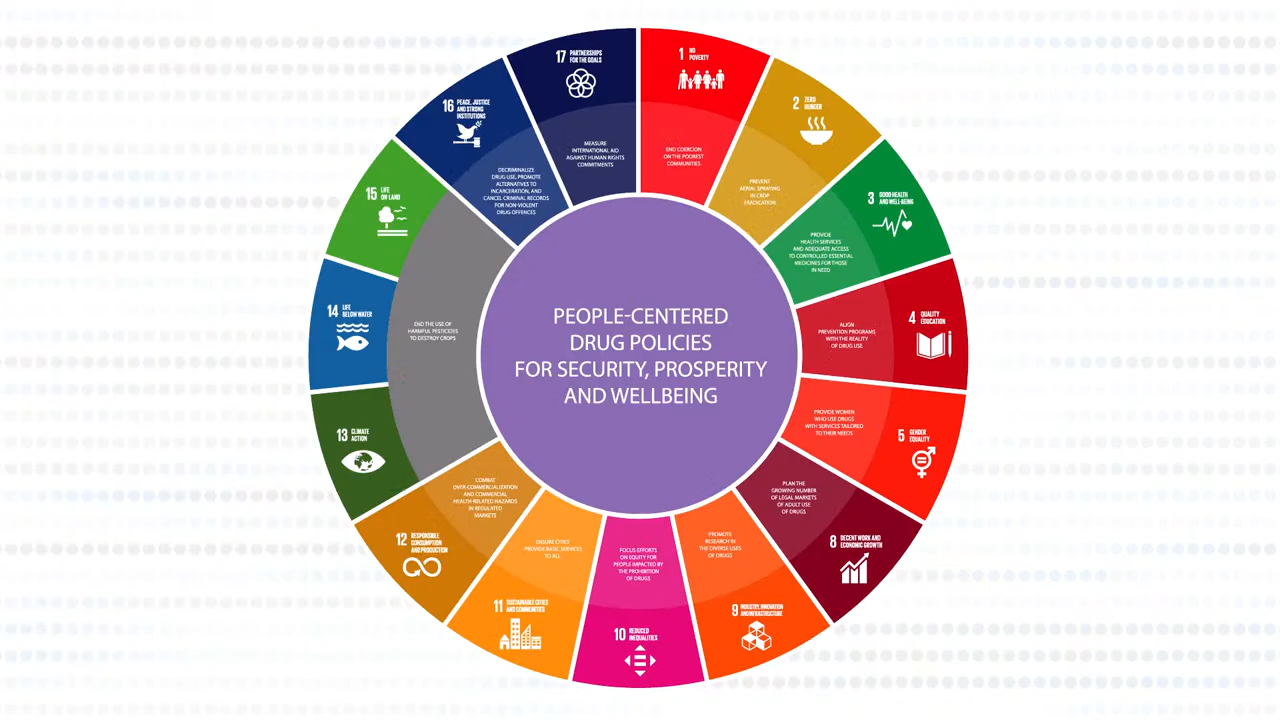 PEOPLE-CENTERED
DRUG POLICIES
FOR SECURITY, PROSPERITY
AND WELLBEING
1 NO
POVERTY
END COERCION
ON THE POOREST
COMMUNITIES
2 ZERO
HUNGER
PREVENT
AERIAL SPRAYING
IN CROP
ERADICATION
3 GOOD HEALTH
AND WELL-BEING
PROVIDE
HEALTH SERVICES
AND ADEQUATE ACCESS
TO CONTROLLED ESSENTIAL
MEDICINES FOR THOSE
IN NEED
4 QUALITY
EDUCATION
ALIGN
PREVENTION PROGRAMS
WITH THE REALITY
OF DRUG USE
5 GENDER
EQUALITY
PROVIDE WOMEN
WHO USE DRUGS
WITH SERVICES TAILORED
TO THEIR NEEDS
8 DECENT WORK AND
ECONOMIC GROWTH
PLAN THE
GROWING NUMBER
OF LEGAL MARKETS
OF ADULT USE
OF DRUGS
9 INDUSTRY, INNOVATION
AND INFRASTRUCTURE
PROMOTE
RESEARCH IN
THE DIVERSE USES
OF DRUGS
10 REDUCED
INEQUALITIES
FOCUS EFFORTS
ON EQUITY FOR
PEOPLE IMPACTED BY
THE PROHIBITION
OF DRUGS
11 SUSTAINABLE CITIES
AND COMMUNITIES
ENSURE CITIES
PROVIDE BASIC SERVICES
TO ALL
12 RESPONSIBLE
CONSUMPTION
AND PRODUCTION
COMBAT
OVER-COMMERCIALIZATION
AND COMMERCIAL
HEALTH-RELATED HAZARDS
IN REGULATED
MARKETS
13 CLIMATE
ACTION
14 LIFE
BELOW WATER
15 LIFE
ON LAND
END THE USE OF
HARMFUL PESTICIDES
TO DESTROY CROPS
16 PEACE, JUSTICE
AND STRONG
INSTITUTIONS
DECRIMINALIZE
DRUG USE, PROMOTE
ALTERNATIVES TO
INCARCERATION, AND
CANCEL CRIMINAL RECORDS
FOR NON-VIOLENT
DRUG OFFENCES
17 PARTNERSHIPS
FOR THE GOALS
MEASURE
INTERNATIONAL AID
AGAINST HUMAN RIGHTS
COMMITMENTS